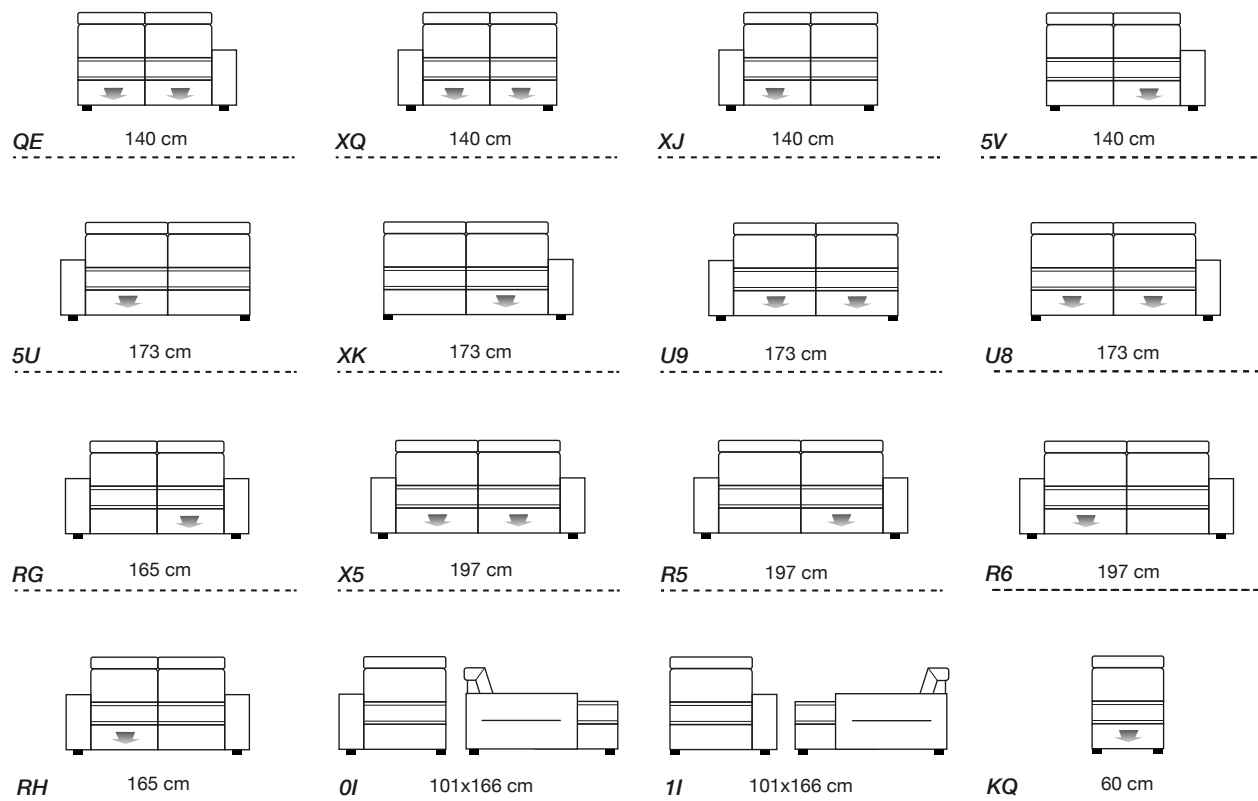 QE 140 cm
XQ 140 cm
XJ 140 cm
5V 140 cm
5U 173 cm
XK 173 cm
U9 173 cm
U8 173 cm
RG 165 cm
X5 197 cm
R5 197 cm
R6 197 cm
RH 165 cm
0I 101x166 cm
1I 101x166 cm
KQ 60 cm